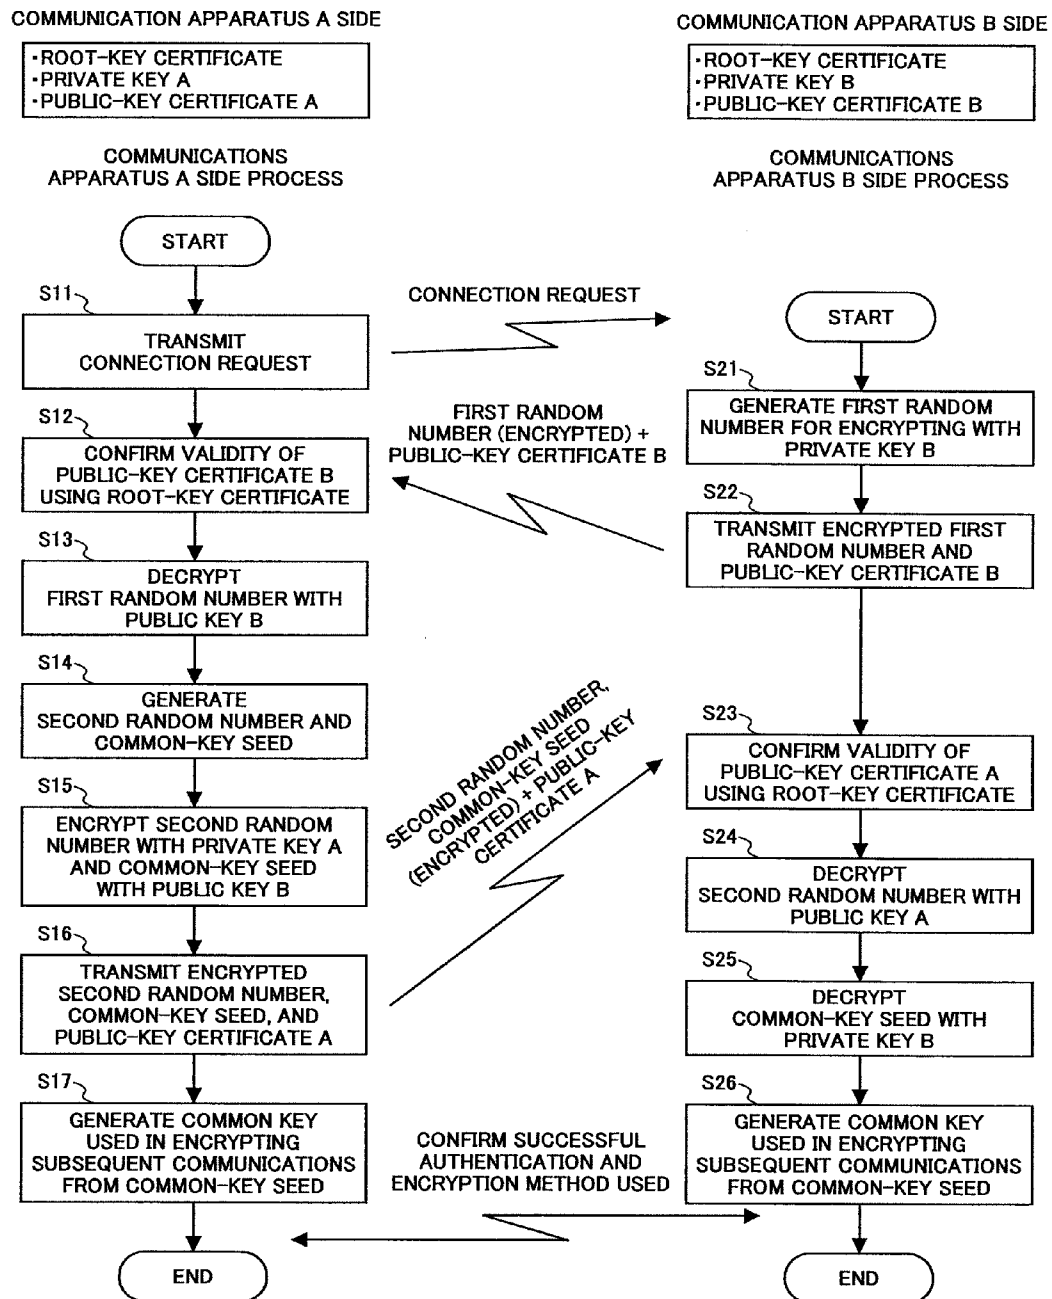 COMMUNICATION APPARATUS A SIDE
・ROOT-KEY CERTIFICATE
・PRIVATE KEY A
・PUBLIC-KEY CERTIFICATE A
COMMUNICATIONS
APPARATUS A SIDE PROCESS
START
S11
TRANSMIT
CONNECTION REQUEST
S12
CONFIRM VALIDITY OF
PUBLIC-KEY CERTIFICATE B
USING ROOT-KEY CERTIFICATE
S13
DECRYPT
FIRST RANDOM NUMBER WITH
PUBLIC KEY B
S14
GENERATE
SECOND RANDOM NUMBER AND
COMMON-KEY SEED
S15
ENCRYPT SECOND RANDOM
NUMBER WITH PRIVATE KEY A
AND COMMON-KEY SEED
WITH PUBLIC KEY B
S16
TRANSMIT ENCRYPTED
SECOND RANDOM NUMBER,
COMMON-KEY SEED, AND
PUBLIC-KEY CERTIFICATE A
S17
GENERATE COMMON KEY
USED IN ENCRYPTING
SUBSEQUENT COMMUNICATIONS
FROM COMMON-KEY SEED
END
CONNECTION REQUEST
FIRST RANDOM
NUMBER (ENCRYPTED) +
PUBLIC-KEY CERTIFICATE B
SECOND RANDOM NUMBER,
COMMON-KEY SEED
(ENCRYPTED) + PUBLIC-KEY
CERTIFICATE A
CONFIRM SUCCESSFUL
AUTHENTICATION AND
ENCRYPTION METHOD USED
COMMUNICATION APPARATUS B SIDE
・ROOT-KEY CERTIFICATE
・PRIVATE KEY B
・PUBLIC-KEY CERTIFICATE B
COMMUNICATIONS
APPARATUS B SIDE PROCESS
START
S21
GENERATE FIRST RANDOM
NUMBER FOR ENCRYPTING WITH
PRIVATE KEY B
S22
TRANSMIT ENCRYPTED FIRST
RANDOM NUMBER AND
PUBLIC-KEY CERTIFICATE B
S23
CONFIRM VALIDITY OF
PUBLIC-KEY CERTIFICATE A
USING ROOT-KEY CERTIFICATE
S24
DECRYPT
SECOND RANDOM NUMBER WITH
PUBLIC KEY A
S25
DECRYPT
COMMON-KEY SEED WITH
PRIVATE KEY B
S26
GENERATE COMMON KEY
USED IN ENCRYPTING
SUBSEQUENT COMMUNICATIONS
FROM COMMON-KEY SEED
END